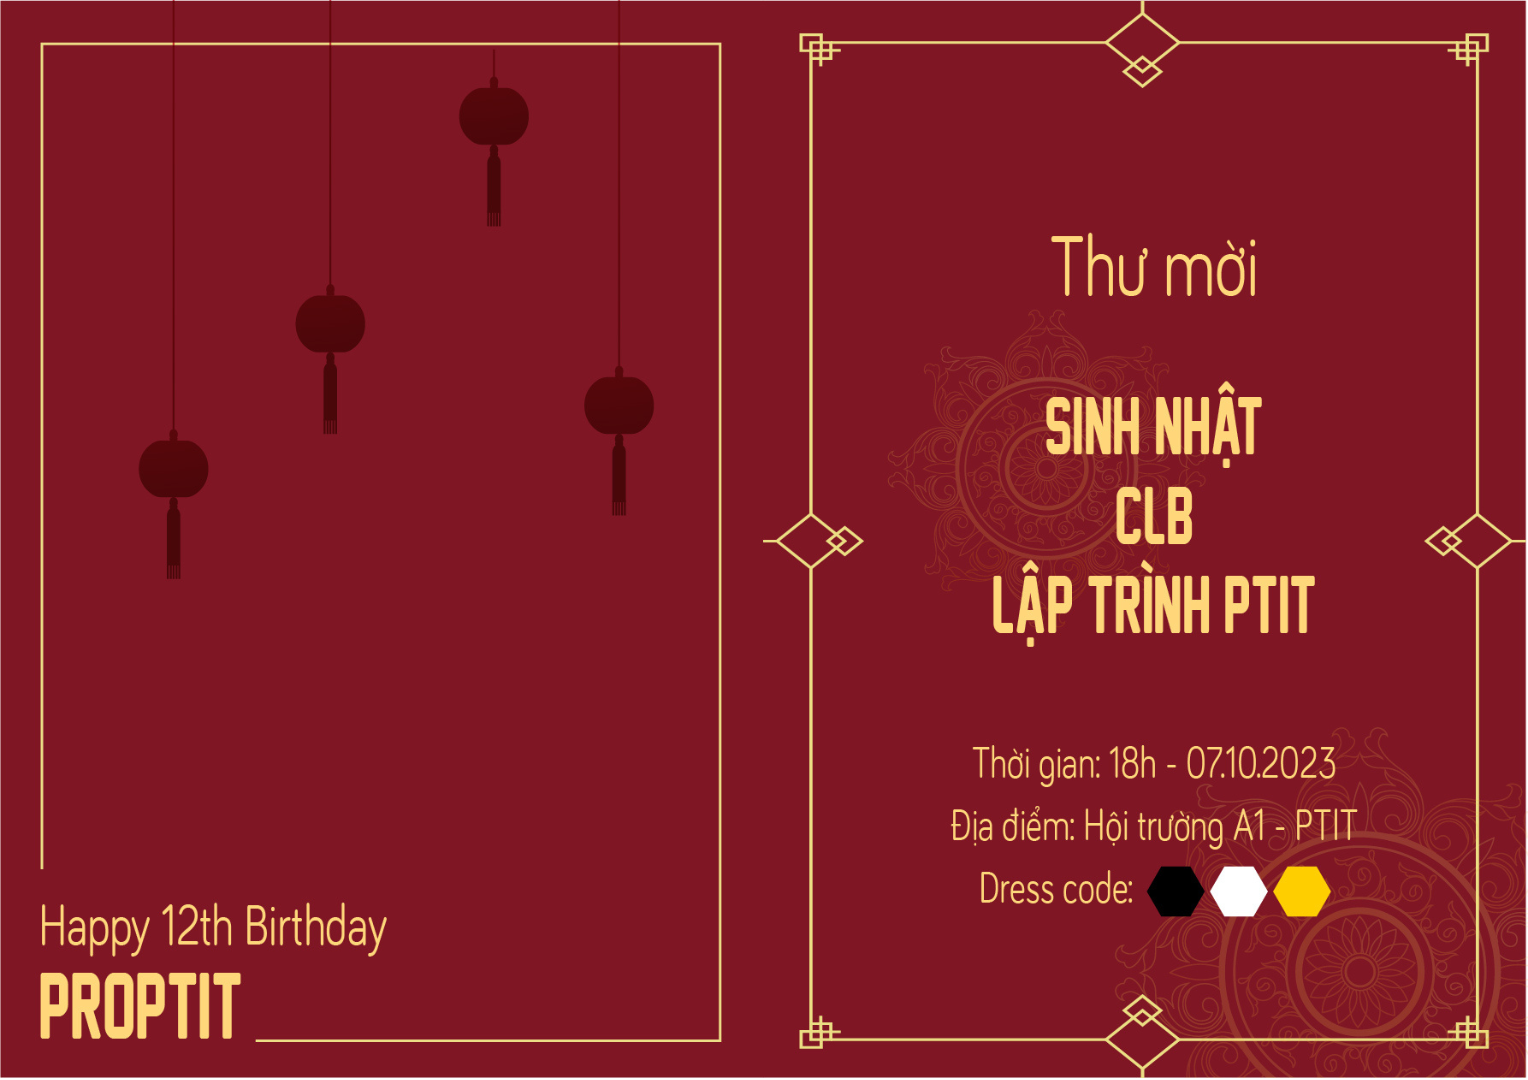 Happy 12th Birthday
PROPTIT
Thư mời
SINH NHẬT
CLB
LẬP TRÌNH PTIT
Thời gian: 18h - 07.10.2023
Địa điểm: Hội trường A1 - PTIT
Dress code: